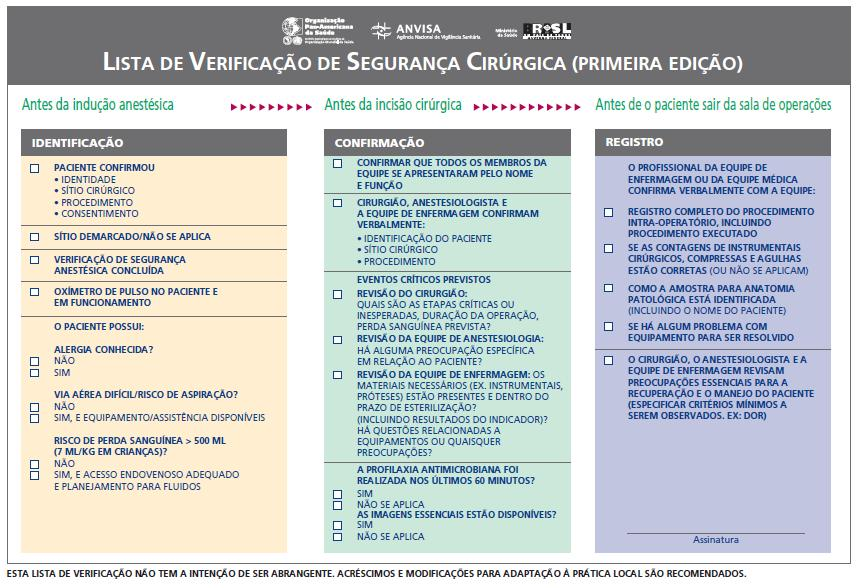 Organização
Pan-Americana
da Saúde
ANVISA
Agência Nacional de Vigilância Sanitária
Ministério
da Saúde
LISTA DE VERIFICAÇÃO DE SEGURANÇA CIRÚRGICA (PRIMEIRA EDIÇÃO)
Antes da indução anestésica
Antes da incisão cirúrgica
Antes de o paciente sair da sala de operações
IDENTIFICAÇÃO
PACIENTE CONFIRMOU
• IDENTIDADE
• SÍTIO CIRÚRGICO
• PROCEDIMENTO
• CONSENTIMENTO
SÍTIO DEMARCADO/NÃO SE APLICA
VERIFICAÇÃO DE SEGURANÇA
ANESTÉSICA CONCLUÍDA
OXÍMETRO DE PULSO NO PACIENTE E
EM FUNCIONAMENTO
O PACIENTE POSSUI:
ALERGIA CONHECIDA?
NÃO
SIM
VIA AÉREA DIFÍCIL/RISCO DE ASPIRAÇÃO?
NÃO
SIM, E EQUIPAMENTO/ASSISTÊNCIA DISPONÍVEIS
RISCO DE PERDA SANGUÍNEA > 500 ML
(7 ML/KG EM CRIANÇAS)?
NÃO
SIM, E ACESSO ENDOVENOSO ADEQUADO
E PLANEJAMENTO PARA FLUIDOS
CONFIRMAÇÃO
CONFIRMAR QUE TODOS OS MEMBROS DA
EQUIPE SE APRESENTARAM PELO NOME
E FUNÇÃO
CIRURGIÃO, ANESTESIOLOGISTA E
A EQUIPE DE ENFERMAGEM CONFIRMAM
VERBALMENTE:
• IDENTIFICAÇÃO DO PACIENTE
• SÍTIO CIRÚRGICO
• PROCEDIMENTO
EVENTOS CRÍTICOS PREVISTOS
REVISÃO DO CIRURGIÃO:
QUAIS SÃO AS ETAPAS CRÍTICAS OU
INESPERADAS, DURAÇÃO DA OPERAÇÃO,
PERDA SANGUÍNEA PREVISTA?
REVISÃO DA EQUIPE DE ANESTESIOLOGIA:
HÁ ALGUMA PREOCUPAÇÃO ESPECÍFICA
EM RELAÇÃO AO PACIENTE?
REVISÃO DA EQUIPE DE ENFERMAGEM: OS
MATERIAIS NECESSÁRIOS (EX. INSTRUMENTAIS,
PRÓTESES) ESTÃO PRESENTES E DENTRO DO
PRAZO DE ESTERILIZAÇÃO?
(INCLUINDO RESULTADOS DO INDICADOR)?
HÁ QUESTÕES RELACIONADAS A
EQUIPAMENTOS OU QUAISQUER
PREOCUPAÇÕES?
A PROFILAXIA ANTIMICROBIANA FOI
REALIZADA NOS ÚLTIMOS 60 MINUTOS?
SIM
NÃO SE APLICA
AS IMAGENS ESSENCIAIS ESTÃO DISPONÍVEIS?
SIM
NÃO SE APLICA
REGISTRO
O PROFISSIONAL DA EQUIPE DE
ENFERMAGEM OU DA EQUIPE MÉDICA
CONFIRMA VERBALMENTE COM A EQUIPE:
REGISTRO COMPLETO DO PROCEDIMENTO
INTRA-OPERATÓRIO, INCLUINDO
PROCEDIMENTO EXECUTADO
SE AS CONTAGENS DE INSTRUMENTAIS
CIRÚRGICOS, COMPRESSAS E AGULHAS
ESTÃO CORRETAS (OU NÃO SE APLICAM)
COMO A AMOSTRA PARA ANATOMIA
PATOLÓGICA ESTÁ IDENTIFICADA
(INCLUINDO O NOME DO PACIENTE)
SE HÁ ALGUM PROBLEMA COM
EQUIPAMENTO PARA SER RESOLVIDO
O CIRURGIÃO, O ANESTESIOLOGISTA E A
EQUIPE DE ENFERMAGEM REVISAM
PREOCUPAÇÕES ESSENCIAIS PARA A
RECUPERAÇÃO E O MANEJO DO PACIENTE
(ESPECIFICAR CRITÉRIOS MÍNIMOS A
SEREM OBSERVADOS. EX: DOR)
Assinatura
ESTA LISTA DE VERIFICAÇÃO NÃO TEM A INTENÇÃO DE SER ABRANGENTE. ACRÉSCIMOS E MODIFICAÇÕES PARA ADAPTAÇÃO À PRÁTICA LOCAL SÃO RECOMENDADOS.